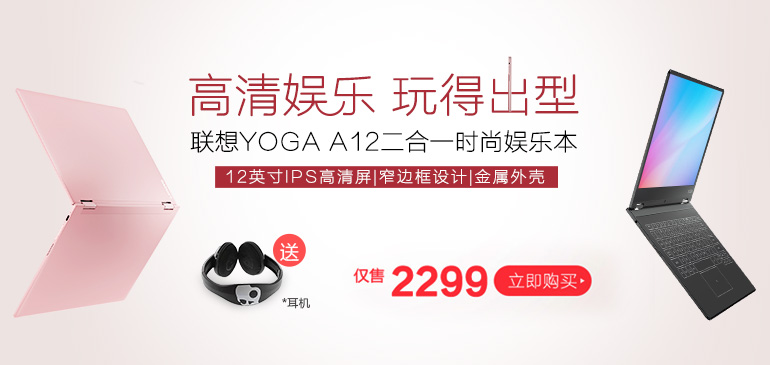 高清娱乐 玩得出型
联想YOGA A12二合一时尚娱乐本
12英寸IPS高清屏|窄边框设计|金属外壳
送
*耳机
仅售 2299 立即购买